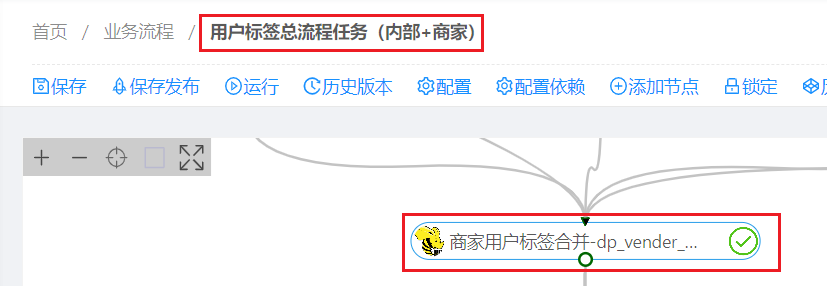 首页 / 业务流程 / 用户标签总流程任务（内部+商家）
保存 保存发布 运行 历史版本 配置 配置依赖 添加节点 锁定
商家用户标签合并-dp_vender_...